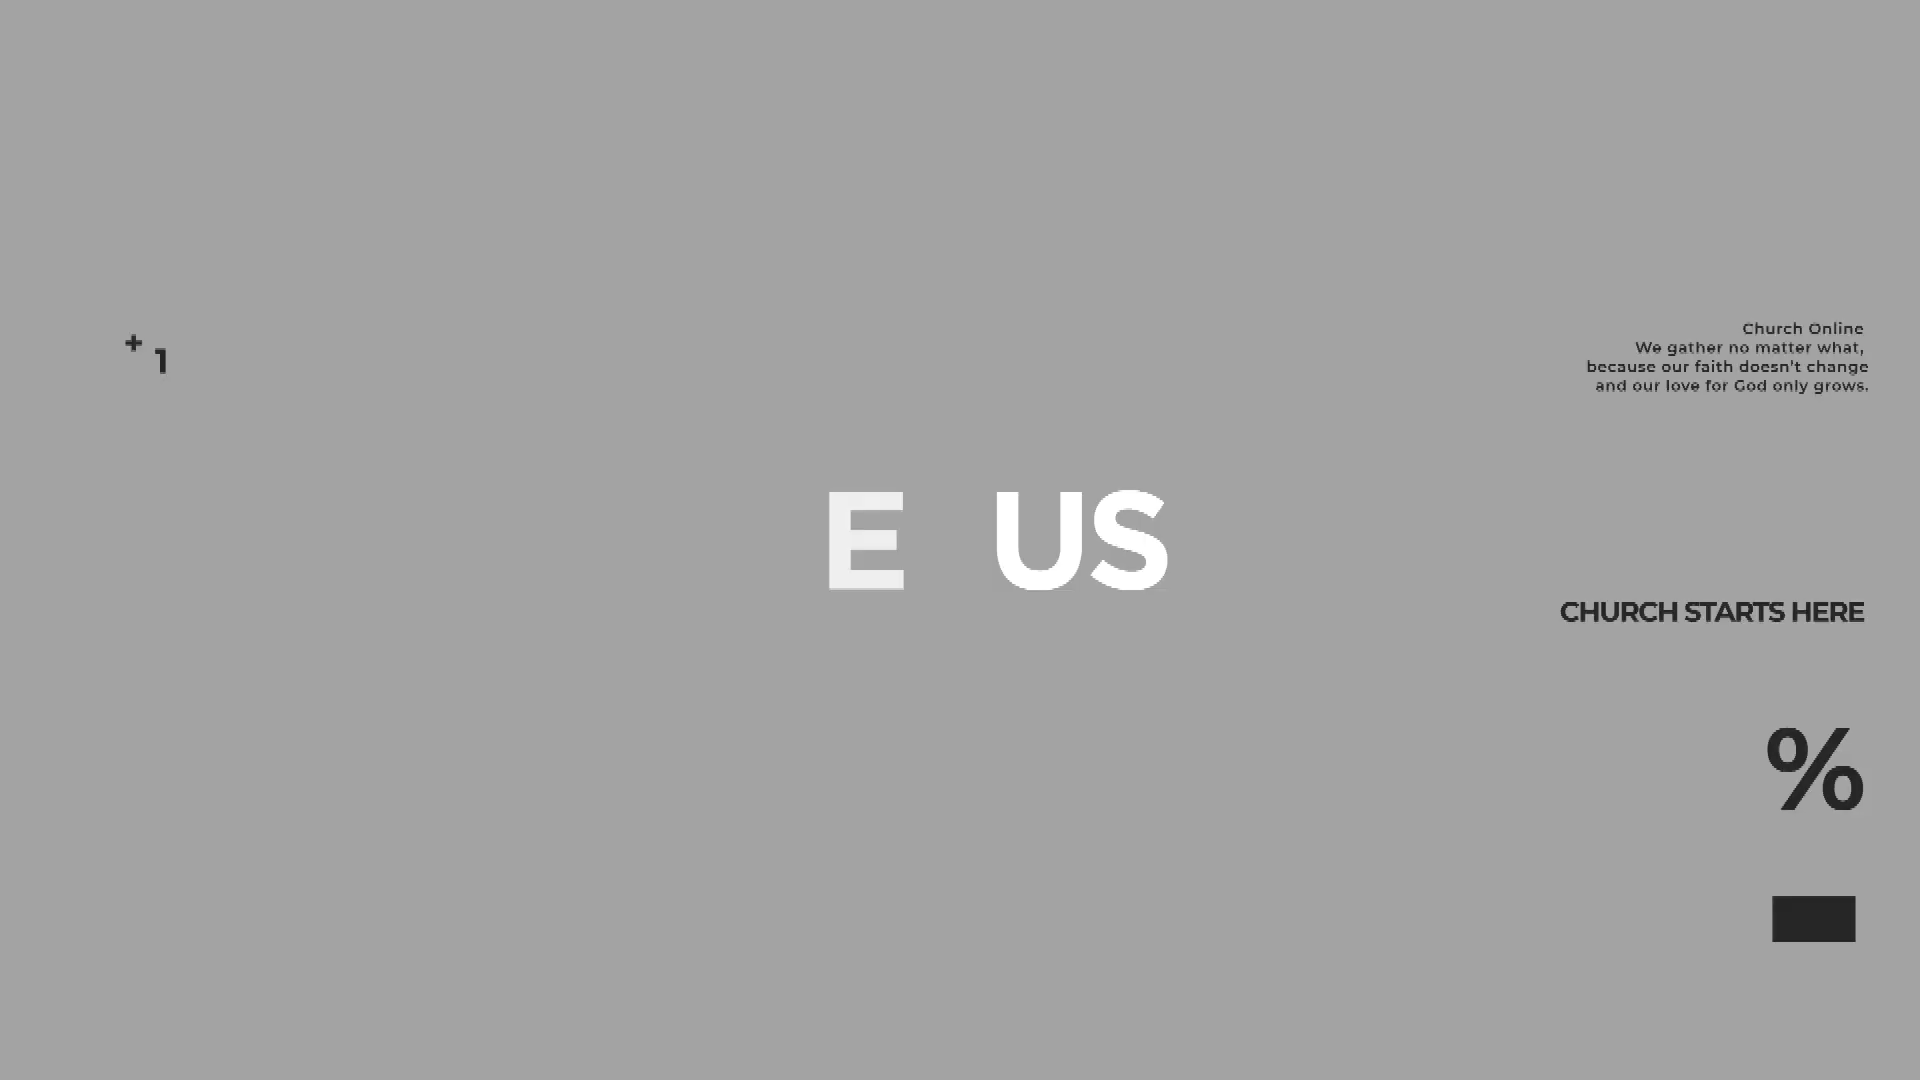 +1
Church Online
We gather no matter what,
because our faith doesn't change
and our love for God only grows.
E US
CHURCH STARTS HERE
%